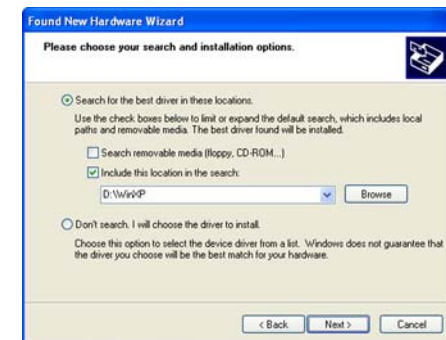 Found New Hardware Wizard
Please choose your search and installation options.
Search for the best driver in these locations.
Use the check boxes below to limit or expand the default search, which includes local
paths and removable media. The best driver found will be installed.
Search removable media (floppy, CD-ROM...)
Include this location in the search:
D:\WinXP
Browse
Don't search. I will choose the driver to install.
Choose this option to select the device driver from a list. Windows does not guarantee that
the driver you choose will be the best match for your hardware.
< Back
Next >
Cancel